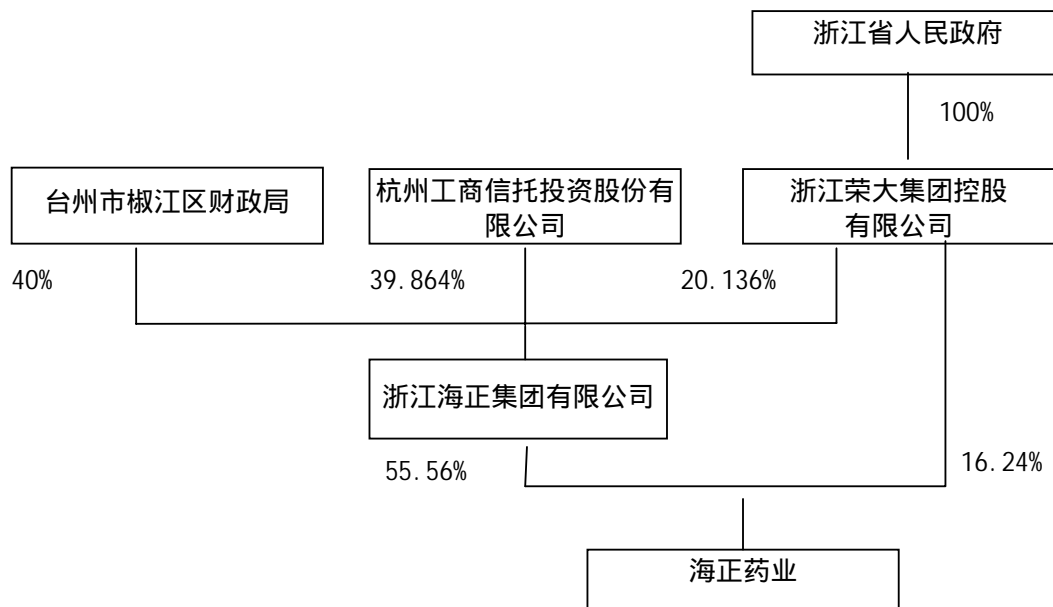 浙江省人民政府
100%
台州市椒江区财政局
杭州工商信托投资股份有
限公司
浙江荣大集团控股
有限公司
40%
39.864%
20.136%
浙江海正集团有限公司
55.56%
16.24%
海正药业